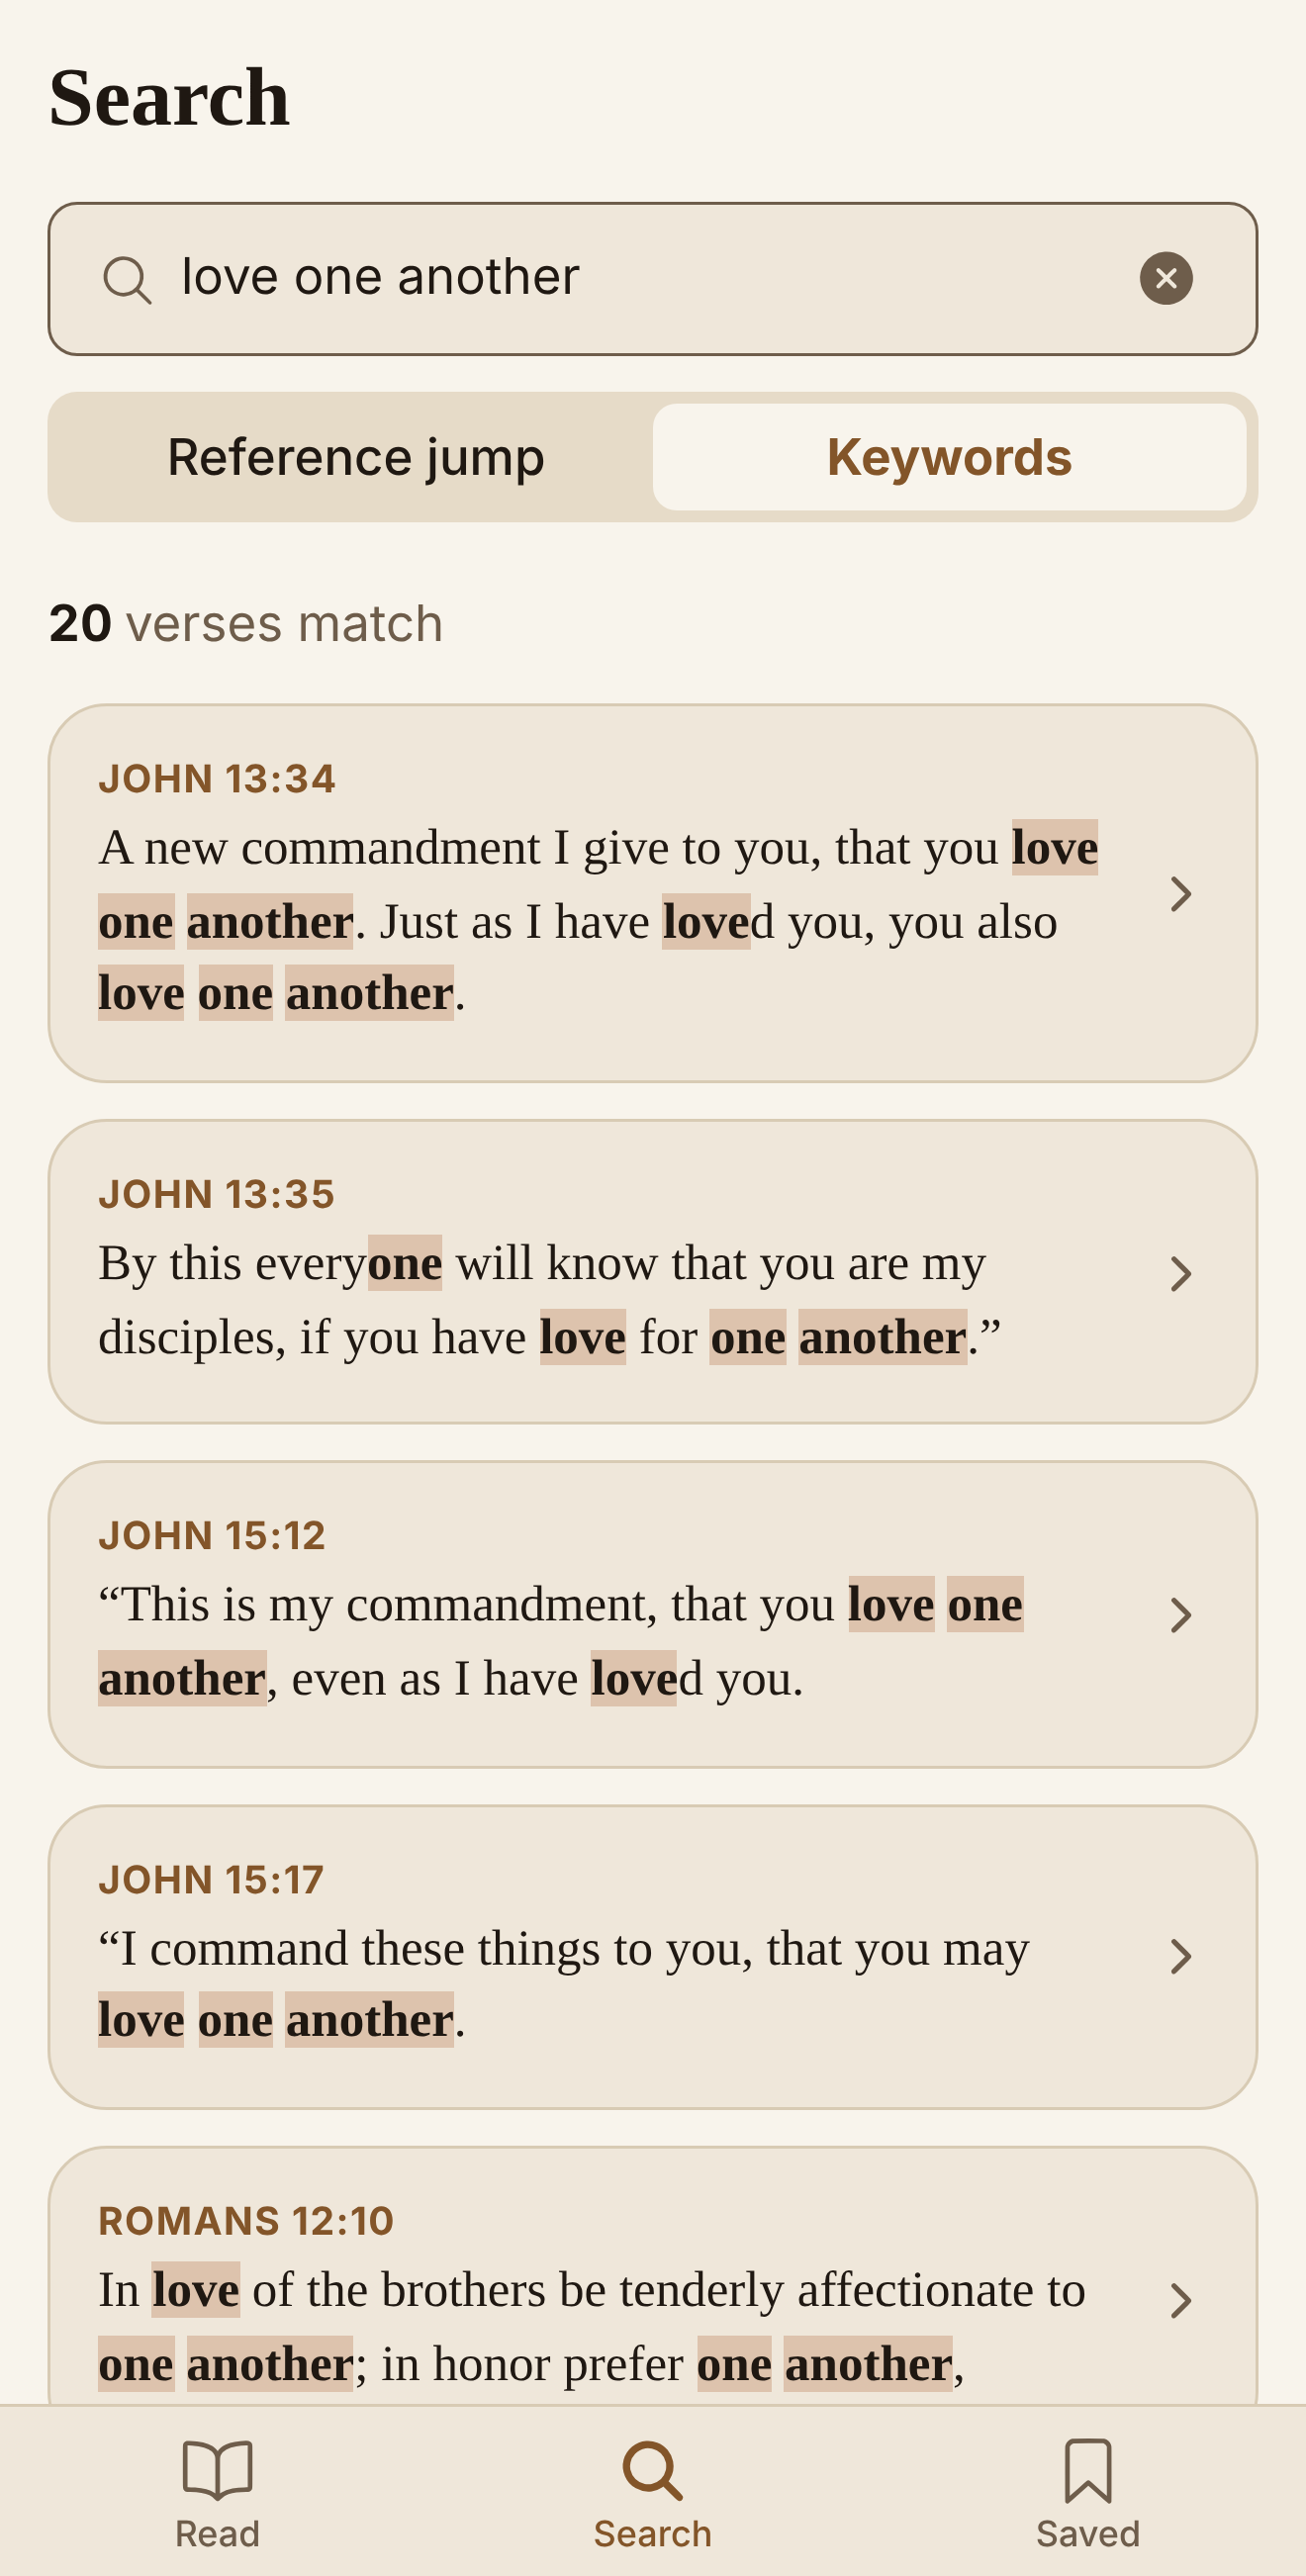 Search
love one another
Reference jump
Keywords
20 verses match
JOHN 13:34
A new commandment I give to you, that you love
one another. Just as I have loved you, you also
love one another.
JOHN 13:35
By this everyone will know that you are my
disciples, if you have love for one another.”
JOHN 15:12
“This is my commandment, that you love one
another, even as I have loved you.
JOHN 15:17
“I command these things to you, that you may
love one another.
ROMANS 12:10
In love of the brothers be tenderly affectionate to
one another; in honor prefer one another,
Read
Search
Saved